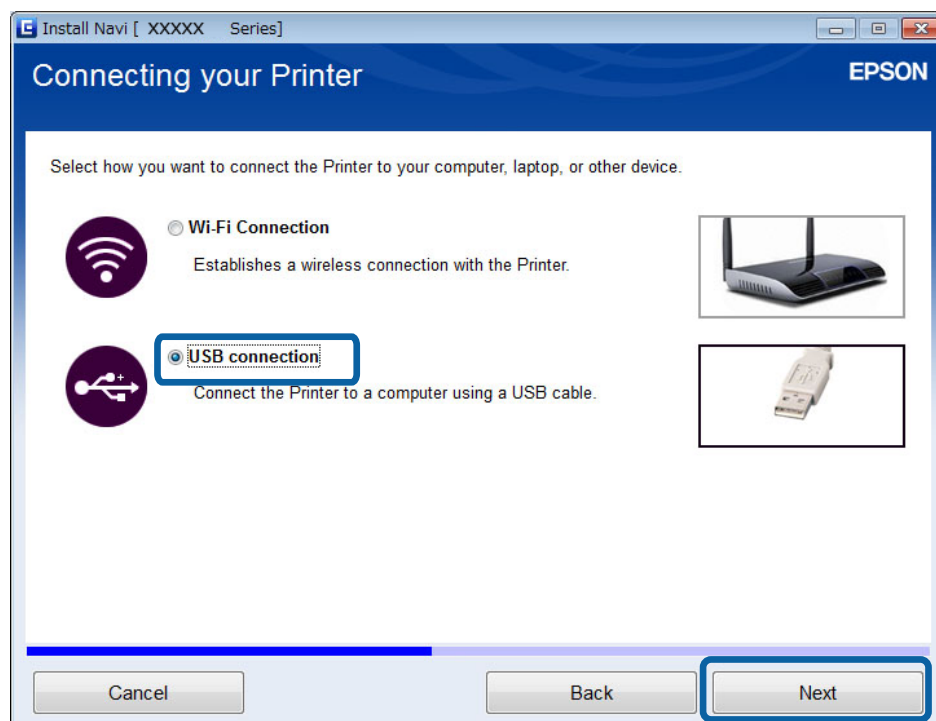 Install Navi [ XXXXX Series]
Connecting your Printer
EPSON
Select how you want to connect the Printer to your computer, laptop, or other device.
Wi-Fi Connection
Establishes a wireless connection with the Printer.
USB connection
Connect the Printer to a computer using a USB cable.
Cancel
Back
Next